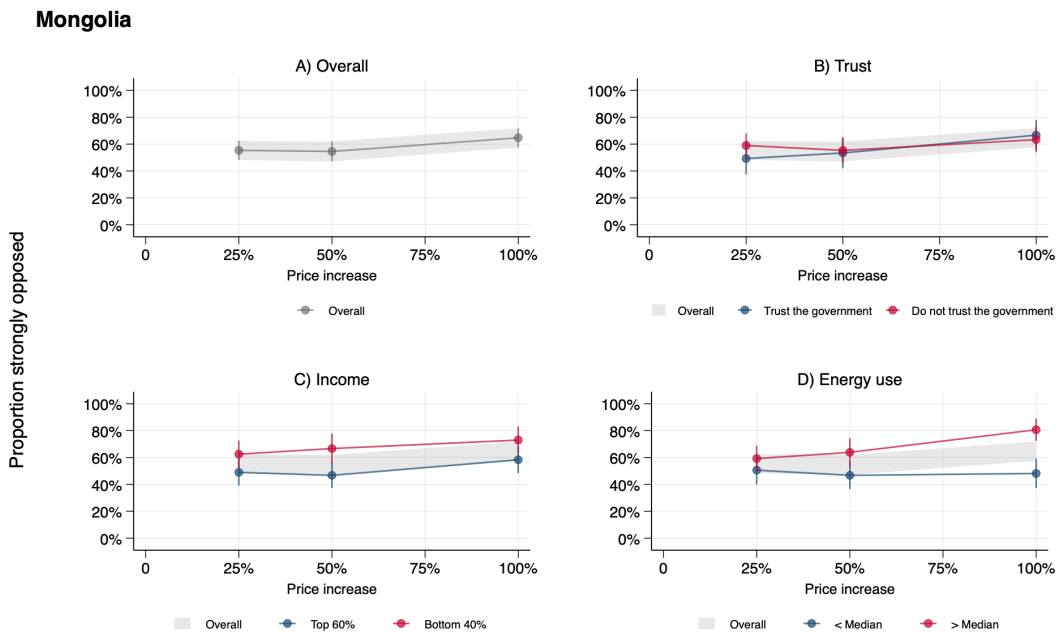 Mongolia
Proportion strongly opposed
A) Overall
100%
80%
60%
40%
20%
0%
0 25% 50% 75% 100%
Price increase
Overall
B) Trust
100%
80%
60%
40%
20%
0%
0 25% 50% 75% 100%
Price increase
Overall Trust the government Do not trust the government
C) Income
100%
80%
60%
40%
20%
0%
0 25% 50% 75% 100%
Price increase
Overall Top 60% Bottom 40%
D) Energy use
100%
80%
60%
40%
20%
0%
0 25% 50% 75% 100%
Price increase
Overall < Median > Median